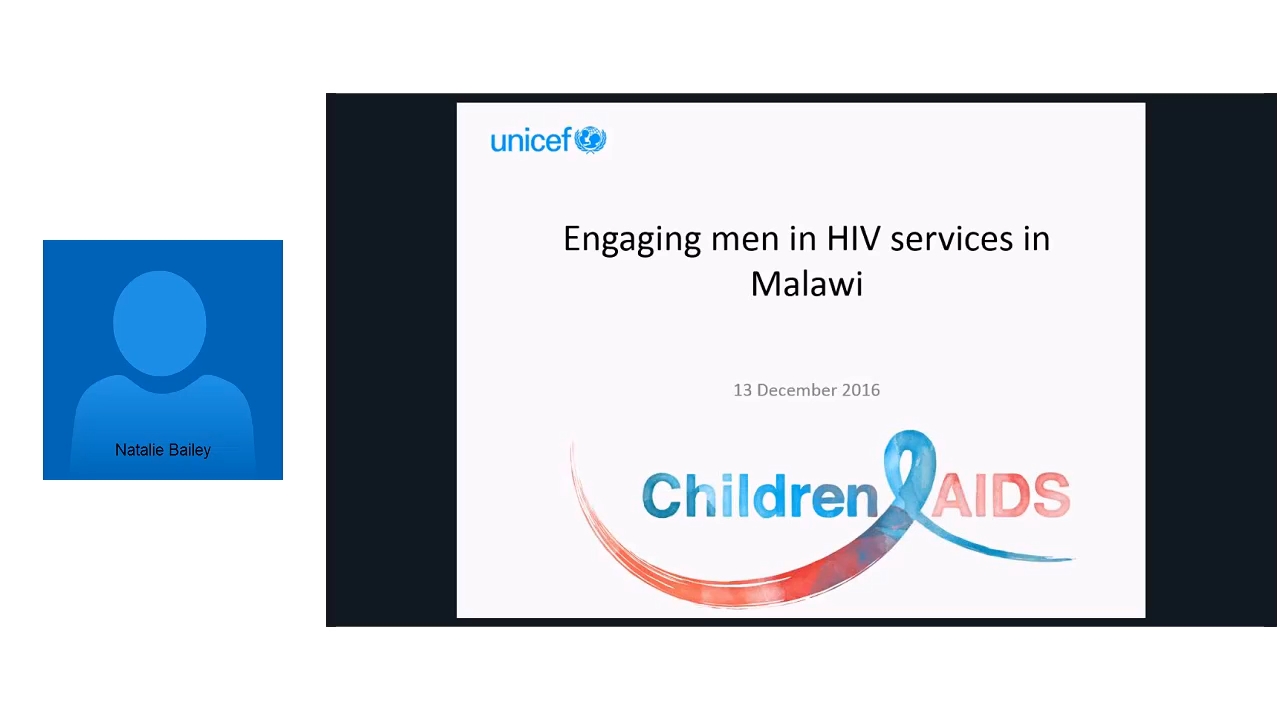 unicef
Engaging men in HIV services in
Malawi
13 December 2016
Children AIDS
Natalie Bailey